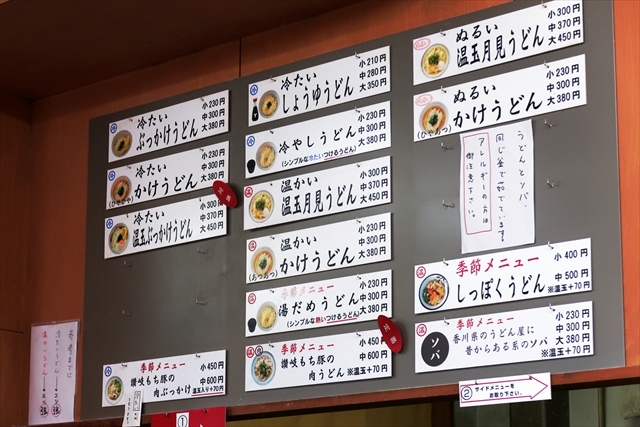 冷たい
ぶっかけうどん
小230円
中300円
大380円
冷たい
かけうどん
(ひやひや)
小230円
中300円
大380円
冷たい
温玉ぶっかけうどん
小300円
中370円
大450円
季節メニュー
讃岐もち豚の
肉ぶっかけ
小450円
中600円
温玉入り+70円
冷たい
しょうゆうどん
小210円
中280円
大350円
冷やしうどん
(シンプルな冷たいつけるうどん)
小230円
中300円
大380円
温かい
温玉月見うどん
小300円
中370円
大450円
温かい
かけうどん
(あつあつ)
小230円
中300円
大380円
季節メニュー
湯だめうどん
(シンプルな熱いつけるうどん)
小230円
中300円
大380円
季節メニュー
讃岐もち豚の
肉うどん
小450円
中600円
※温玉+70円
ぬるい
温玉月見うどん
小300円
中370円
大450円
ぬるい
かけうどん
(ひやあつ)
小230円
中300円
大380円
うどんとソバ、
同じ釜で茹でています。
アレルギーの方は
御注意下さい。
季節メニュー
しっぽくうどん
小400円
中500円
※温玉+70円
ソバ
季節メニュー
香川県のうどん屋に
昔からある系のソバ
小230円
中300円
大380円
※温玉+70円
②
サイドメニューを
お取り下さい。
①